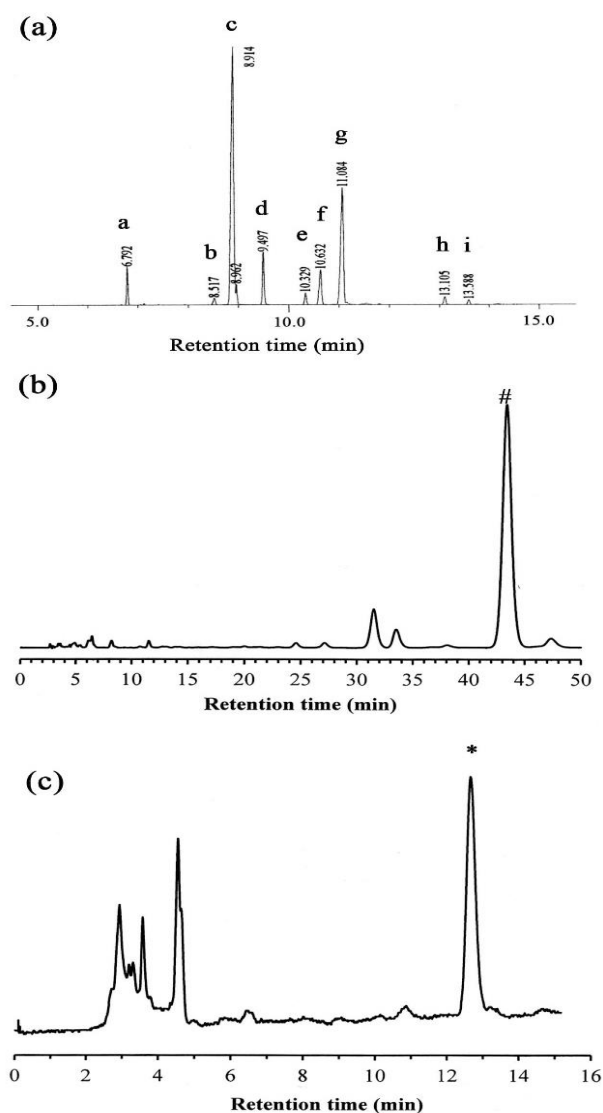 (a)
c
8.914
g
11.084
a
6.792
b
8.517
8.962
d
9.497
e
10.329
f
10.632
h
13.105
i
13.588
5.0 10.0 15.0
Retention time (min)
(b)
#
0 5 10 15 20 25 30 35 40 45 50
Retention time (min)
(c)
*
0 2 4 6 8 10 12 14 16
Retention time (min)